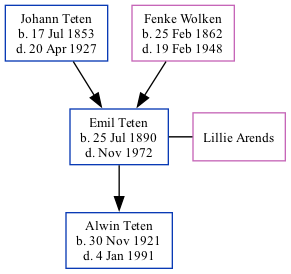 Johann Teten
b. 17 Jul 1853
d. 20 Apr 1927
Fenke Wolken
b. 25 Feb 1862
d. 19 Feb 1948
Emil Teten
b. 25 Jul 1890
d. Nov 1972
Lillie Arends
Alwin Teten
b. 30 Nov 1921
d. 4 Jan 1991